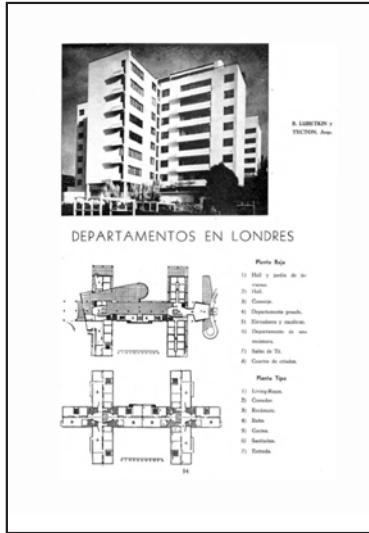 R. LUBETKIN y
TECTON, Arqs.
DEPARTAMENTOS EN LONDRES
Planta Baja
1) Hall y jardín de in-
vierno.
2) Hall.
3) Conserje.
4) Departamento privado.
5) Elevadores y escaleras.
6) Departamento de una
recámara.
7) Salón de Té.
8) Cuartos de criados.
Planta Tipo
1) Living-Room.
2) Comedor.
3) Recámara.
4) Baño.
5) Cocina.
6) Sanitarios.
7) Entrada.
54